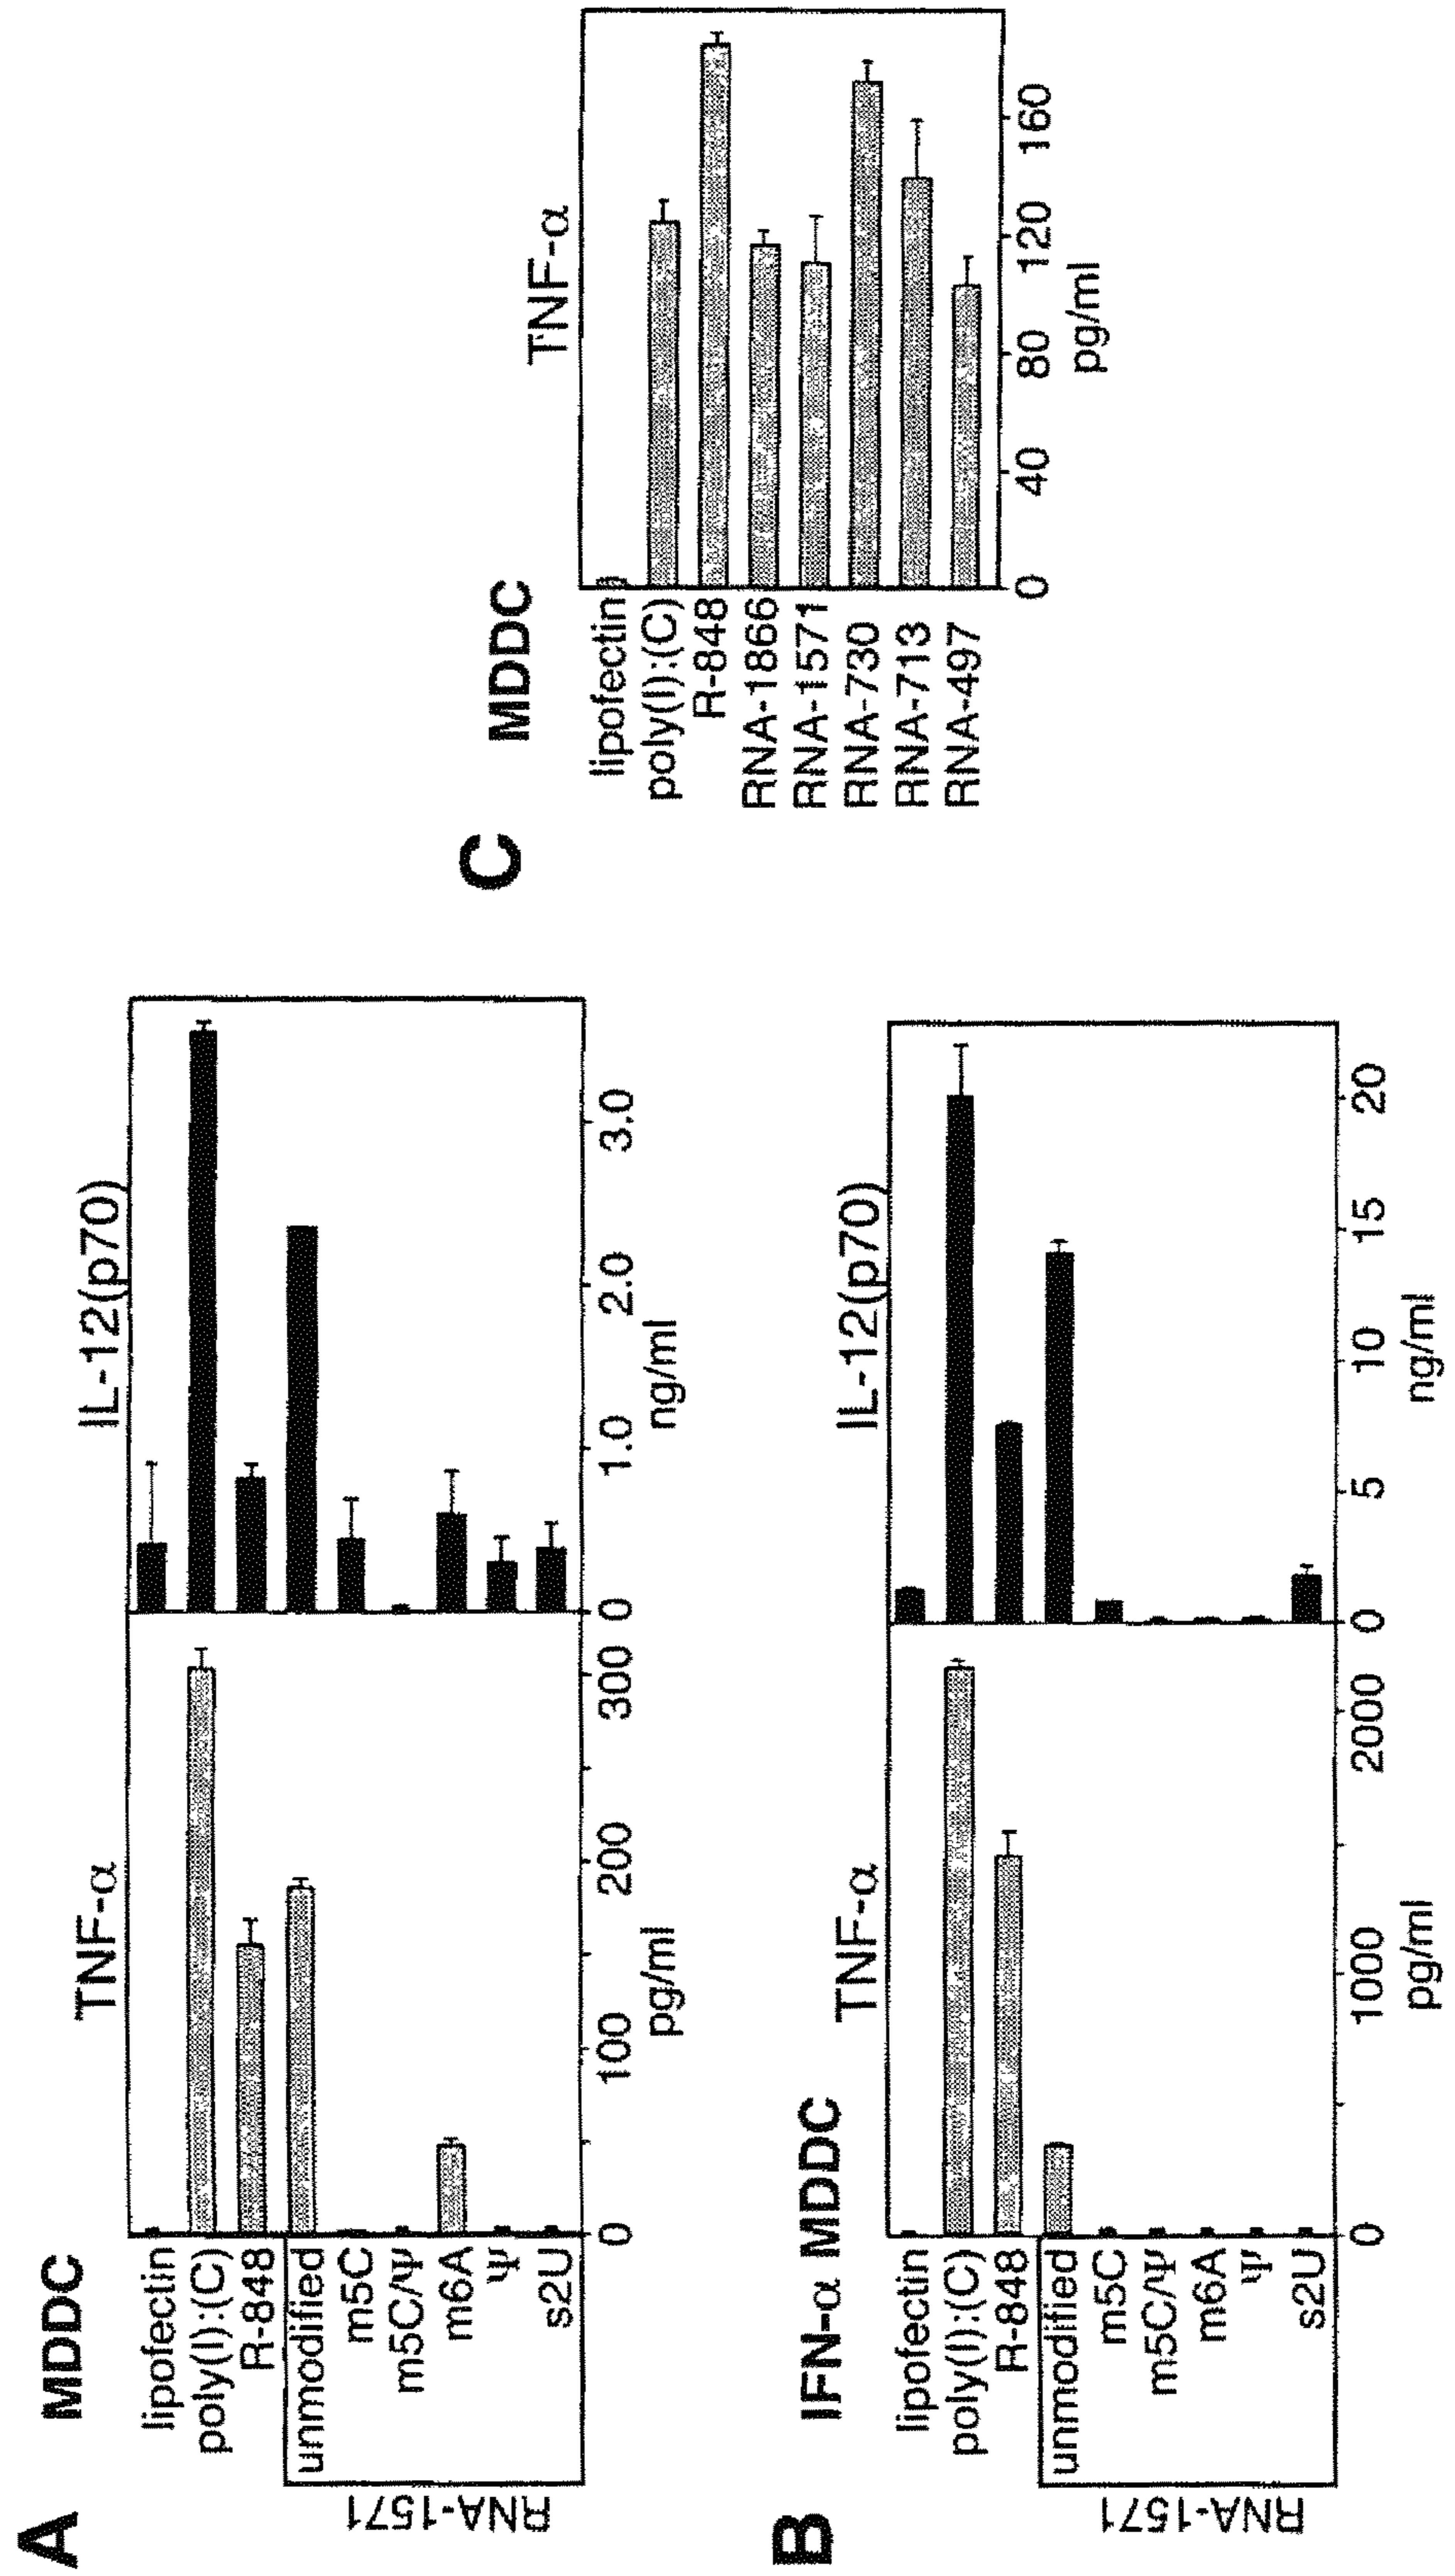 A
MDDC
TNF-α
IL-12(p70)
lipofectin
poly(I):(C)
R-848
unmodified
m5C
m5C/Ψ
m6A
Ψ
s2U
RNA-1571
0 100 200 300
pg/ml
0 1.0 2.0 3.0
ng/ml
B
IFN-α MDDC
TNF-α
IL-12(p70)
lipofectin
poly(I):(C)
R-848
unmodified
m5C
m5C/Ψ
m6A
Ψ
s2U
RNA-1571
0 1000 2000
pg/ml
0 5 10 15 20
ng/ml
C
MDDC
TNF-α
lipofectin
poly(I):(C)
R-848
RNA-1866
RNA-1571
RNA-730
RNA-713
RNA-497
0 40 80 120 160
pg/ml